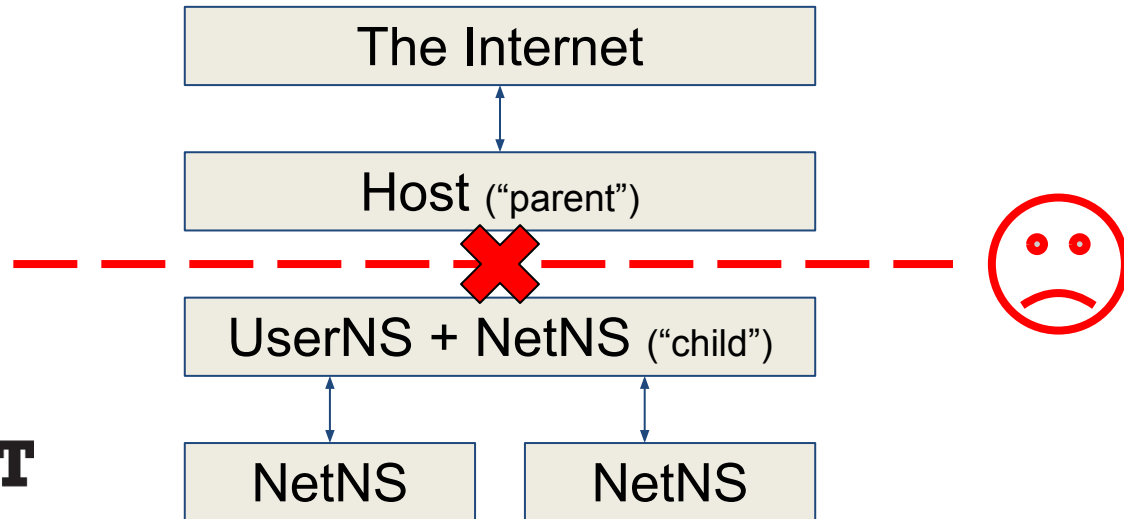 The Internet
Host (“parent”)
UserNS + NetNS (“child”)
T
NetNS
NetNS